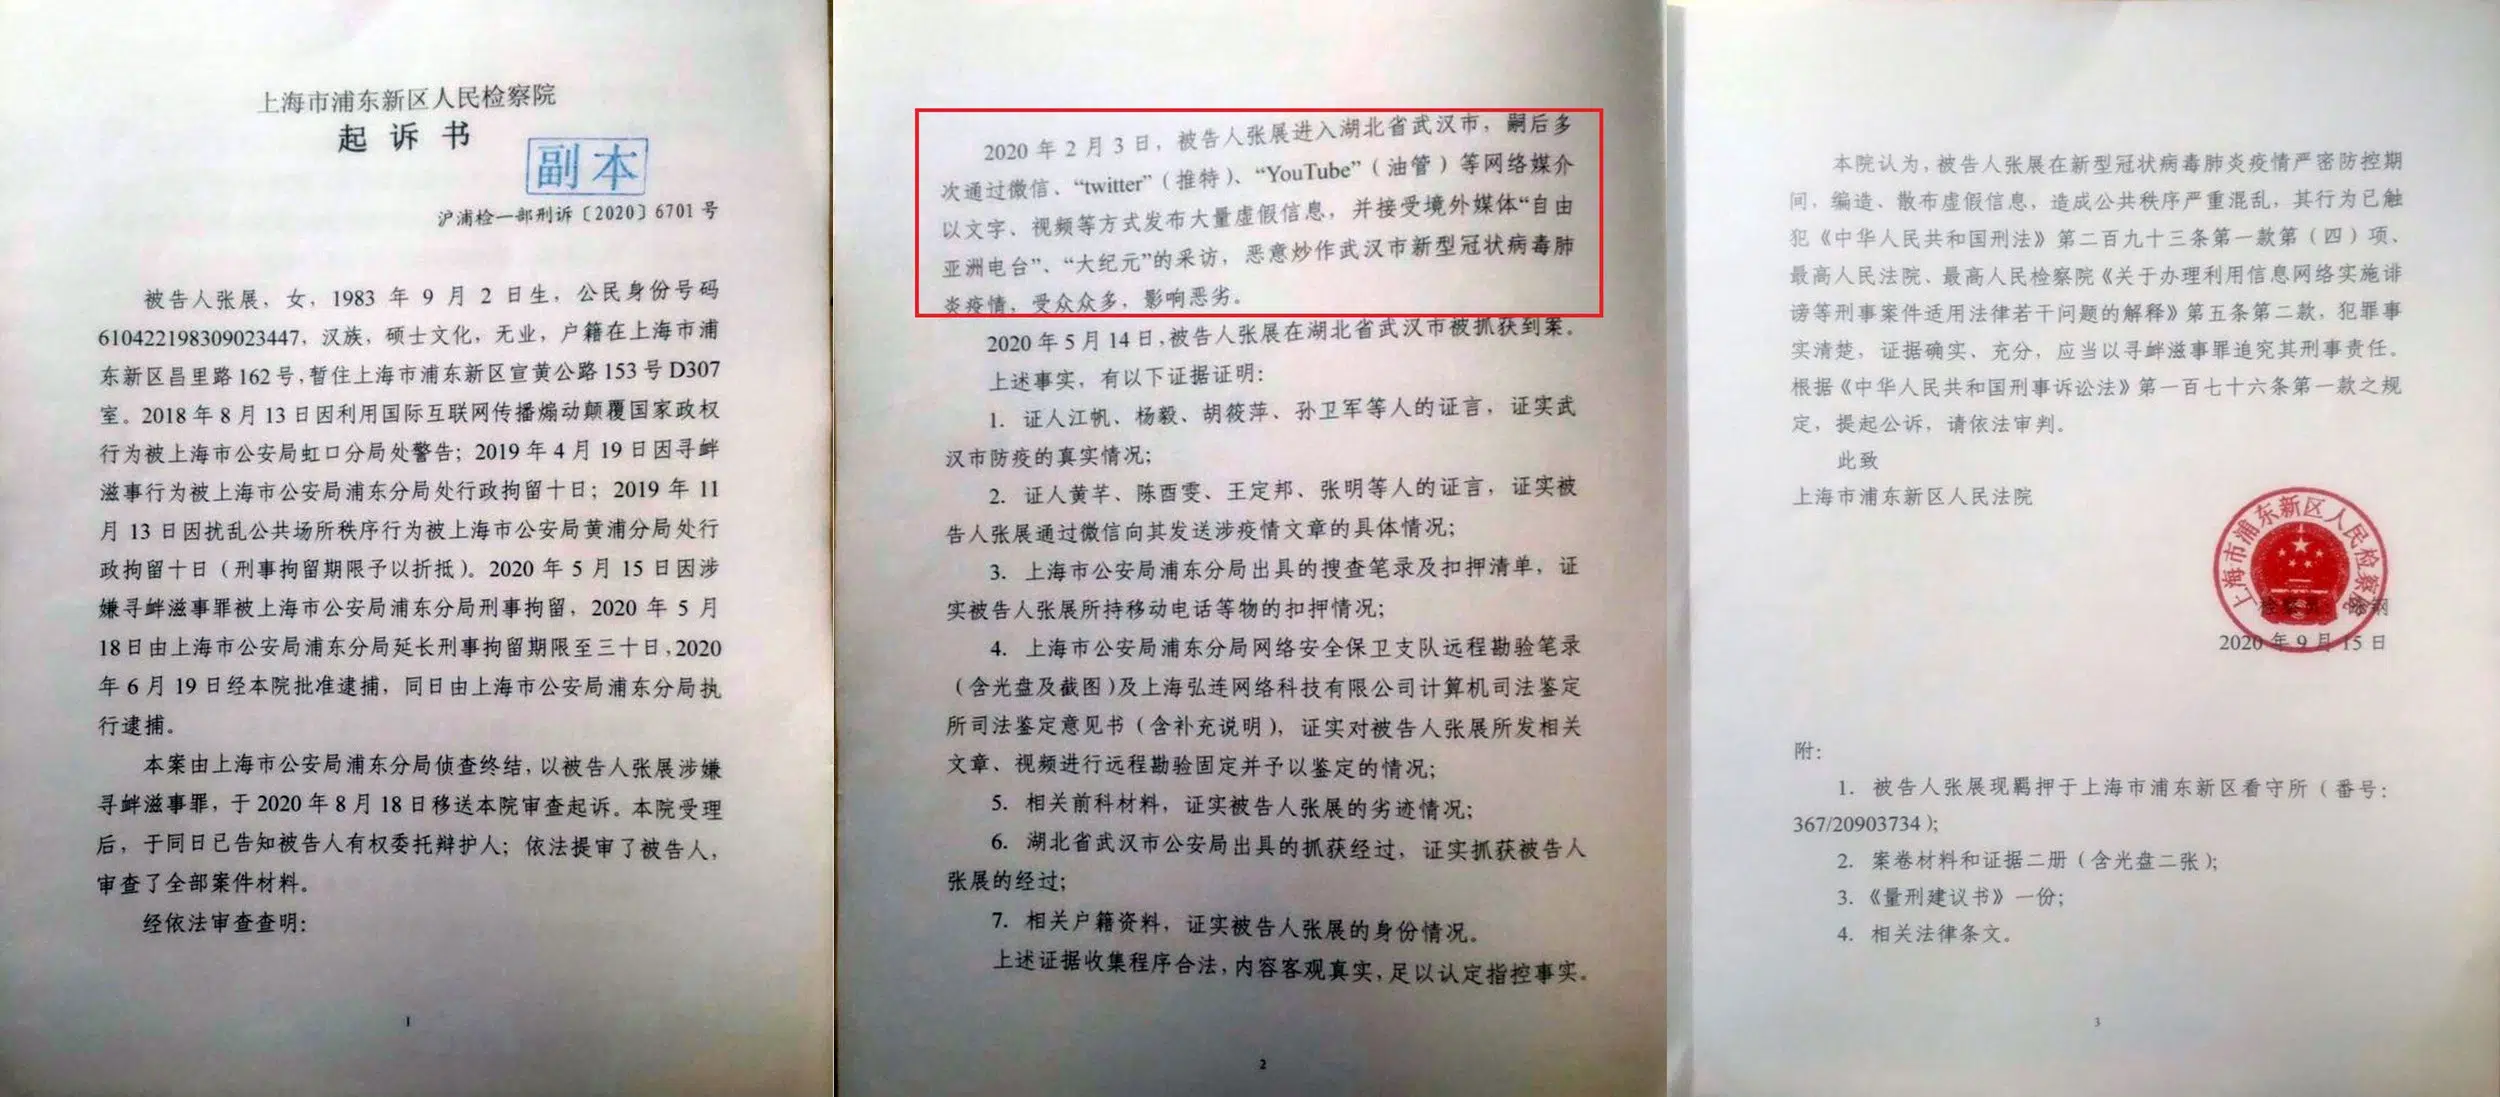 上海市浦东新区人民检察院
起诉书
副本
沪浦检一部刑诉〔2020〕6701号
被告人张展，女，1983年9月2日生，公民身份号码
610422198309023447，汉族，硕士文化，无业，户籍在上海市浦
东新区昌里路162号，暂住上海市浦东新区宣黄公路153号D307
室。2018年8月13日因利用国际互联网传播煽动颠覆国家政权
行为被上海市公安局虹口分局处警告；2019年4月19日因寻衅
滋事行为被上海市公安局浦东分局处行政拘留十日；2019年11
月13日因扰乱公共场所秩序行为被上海市公安局黄浦分局处行
政拘留十日（刑事拘留期限予以折抵）。2020年5月15日因涉
嫌寻衅滋事罪被上海市公安局浦东分局刑事拘留，2020年5月
18日由上海市公安局浦东分局延长刑事拘留期限至三十日，2020
年6月19日经本院批准逮捕，同日由上海市公安局浦东分局执
行逮捕。
本案由上海市公安局浦东分局侦查终结，以被告人张展涉嫌
寻衅滋事罪，于2020年8月18日移送本院审查起诉。本院受理
后，于同日已告知被告人有权委托辩护人；依法提审了被告人，
审查了全部案件材料。
经依法审查查明：
1
2020年2月3日，被告人张展进入湖北省武汉市，嗣后多
次通过微信、“twitter”（推特）、“YouTube”（油管）等网络媒介
以文字、视频等方式发布大量虚假信息，并接受境外媒体“自由
亚洲电台”、“大纪元”的采访，恶意炒作武汉市新型冠状病毒肺
炎疫情，受众众多，影响恶劣。
2020年5月14日，被告人张展在湖北省武汉市被抓获到案。
上述事实，有以下证据证明：
1. 证人江帆、杨毅、胡筱萍、孙卫军等人的证言，证实武
汉市防疫的真实情况；
2. 证人黄芊、陈酉雯、王定邦、张明等人的证言，证实被
告人张展通过微信向其发送涉疫情文章的具体情况；
3. 上海市公安局浦东分局出具的搜查笔录及扣押清单，证
实被告人张展所持移动电话等物的扣押情况；
4. 上海市公安局浦东分局网络安全保卫支队远程勘验笔录
（含光盘及截图）及上海弘连网络科技有限公司计算机司法鉴定
所司法鉴定意见书（含补充说明），证实对被告人张展所发相关
文章、视频进行远程勘验固定并予以鉴定的情况；
5. 相关前科材料，证实被告人张展的劣迹情况；
6. 湖北省武汉市公安局出具的抓获经过，证实抓获被告人
张展的经过；
7. 相关户籍资料，证实被告人张展的身份情况。
上述证据收集程序合法，内容客观真实，足以认定指控事实。
2
本院认为，被告人张展在新型冠状病毒肺炎疫情严密防控期
间，编造、散布虚假信息，造成公共秩序严重混乱，其行为已触
犯《中华人民共和国刑法》第二百九十三条第一款第（四）项、
最高人民法院、最高人民检察院《关于办理利用信息网络实施诽
谤等刑事案件适用法律若干问题的解释》第五条第二款，犯罪事
实清楚，证据确实、充分，应当以寻衅滋事罪追究其刑事责任。
根据《中华人民共和国刑事诉讼法》第一百七十六条第一款之规
定，提起公诉，请依法审判。
此致
上海市浦东新区人民法院
上海市浦东新区人民检察院
2020年9月15日
附：
1. 被告人张展现羁押于上海市浦东新区看守所（番号：
367/20903734）；
2. 案卷材料和证据二册（含光盘二张）；
3.《量刑建议书》一份；
4. 相关法律条文。
3